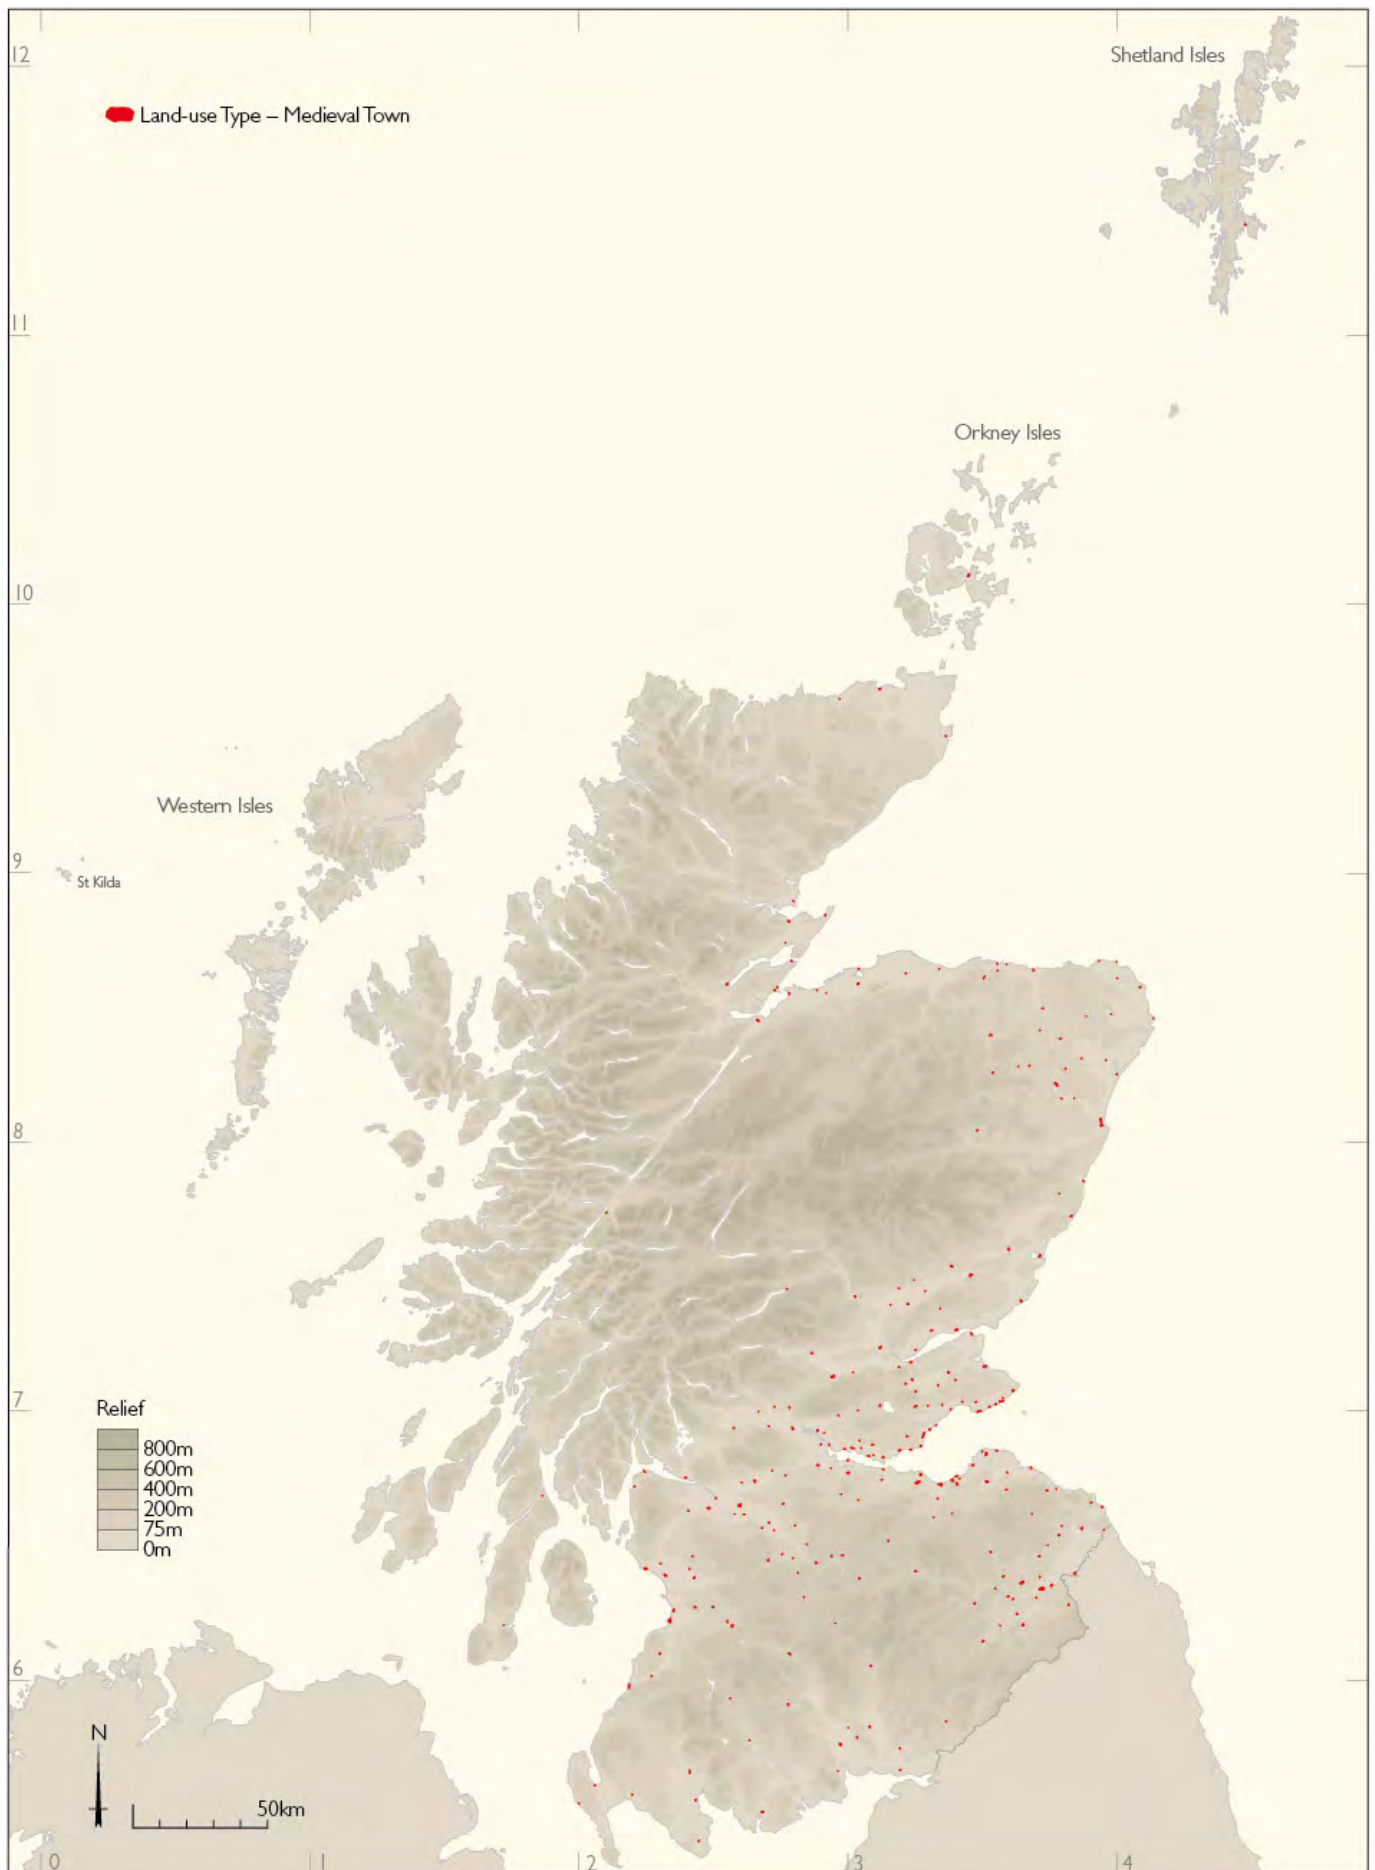 Shetland Isles
12
Land-use Type – Medieval Town
11
Orkney Isles
10
Western Isles
9
St Kilda
8
7
Relief
800m
600m
400m
200m
75m
0m
6
N
50km
0
1
2
3
4